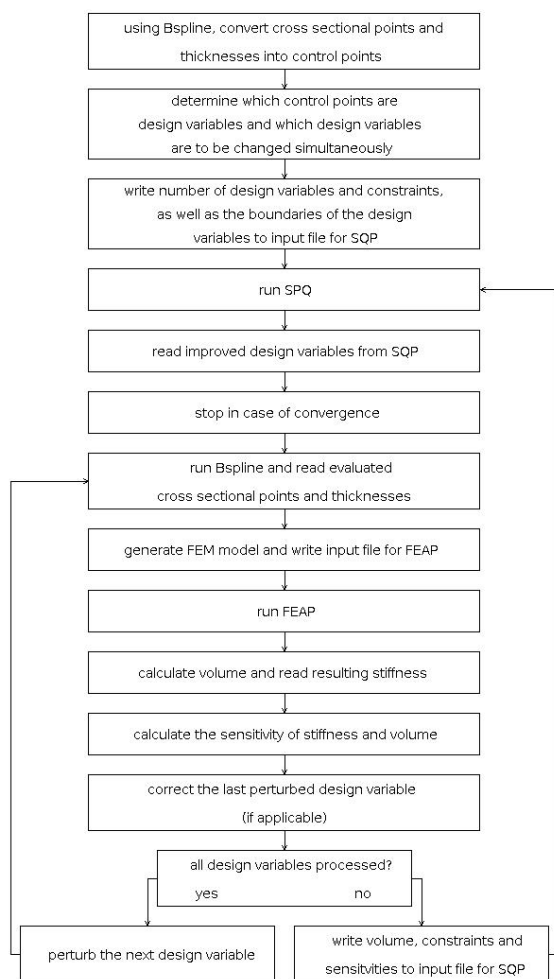 using Bspline, convert cross sectional points and
thicknesses into control points
determine which control points are
design variables and which design variables
are to be changed simultaneously
write number of design variables and constraints,
as well as the boundaries of the design
variables to input file for SQP
run SPQ
read improved design variables from SQP
stop in case of convergence
run Bspline and read evaluated
cross sectional points and thicknesses
generate FEM model and write input file for FEAP
run FEAP
calculate volume and read resulting stiffness
calculate the sensitivity of stiffness and volume
correct the last perturbed design variable
(if applicable)
all design variables processed?
yes no
perturb the next design variable
write volume, constraints and
sensitvities to input file for SQP